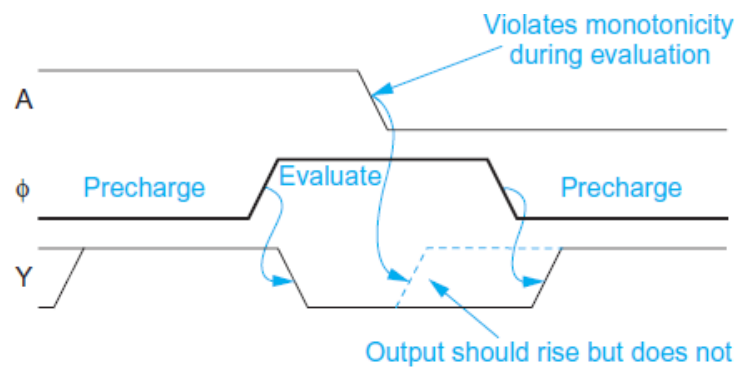 Violates monotonicity
during evaluation
A
ϕ
Precharge
Evaluate
Precharge
Y
Output should rise but does not